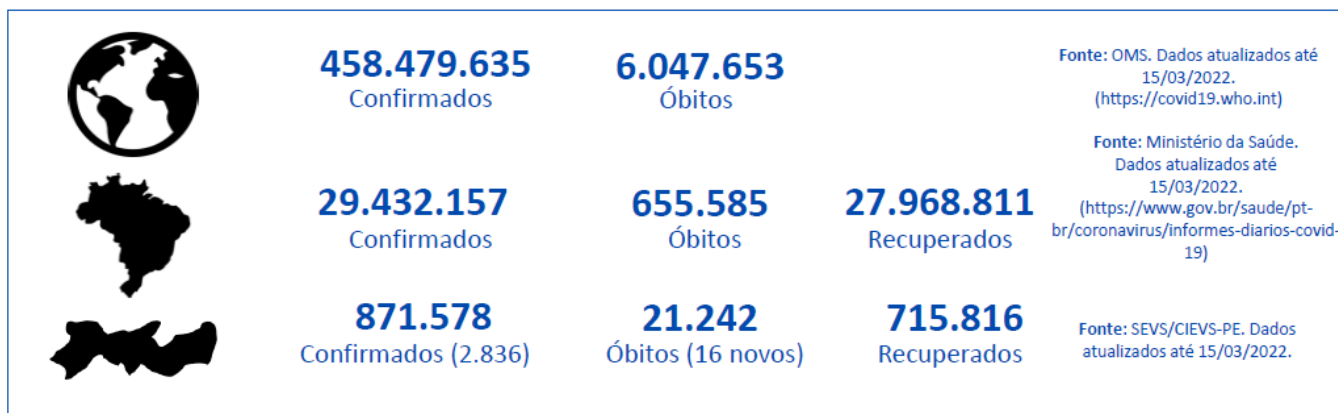 458.479.635
Confirmados
6.047.653
Óbitos
Fonte: OMS. Dados atualizados até
15/03/2022.
(https://covid19.who.int)
29.432.157
Confirmados
655.585
Óbitos
27.968.811
Recuperados
Fonte: Ministério da Saúde.
Dados atualizados até
15/03/2022.
(https://www.gov.br/saude/pt-
br/coronavirus/informes-diarios-covid-
19)
871.578
Confirmados (2.836)
21.242
Óbitos (16 novos)
715.816
Recuperados
Fonte: SEVS/CIEVS-PE. Dados
atualizados até 15/03/2022.